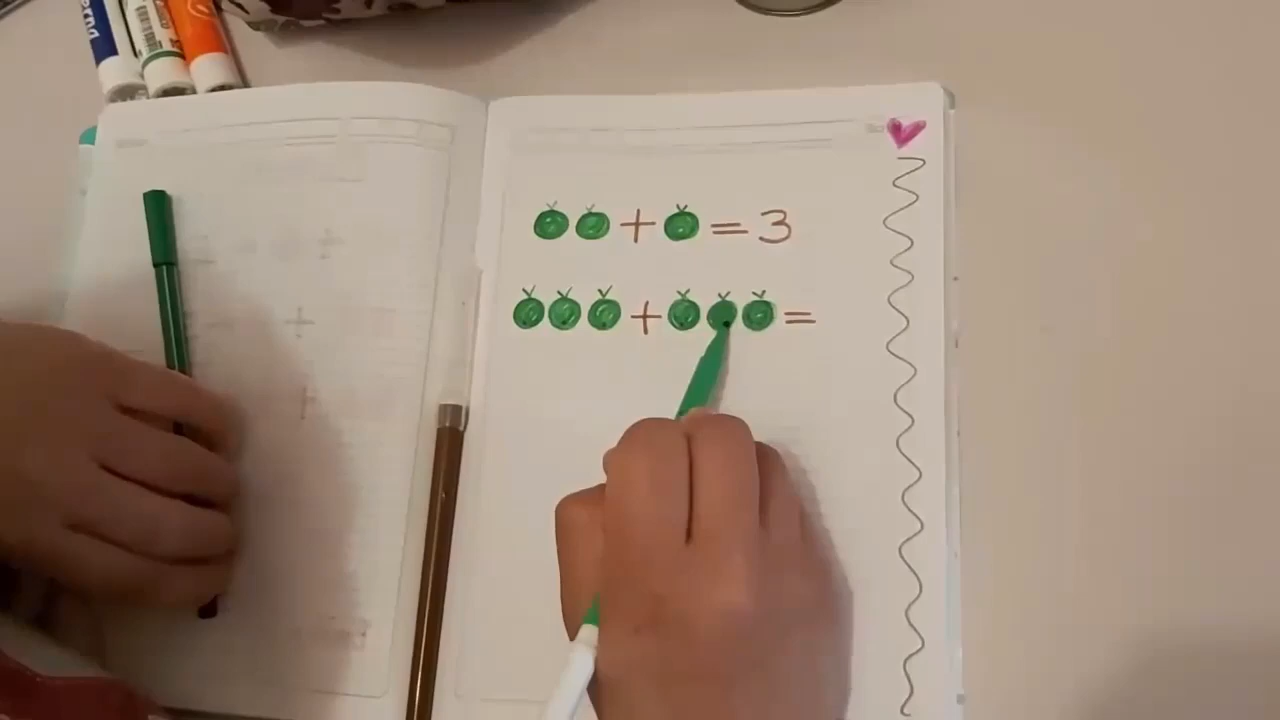 + = 3
+ =